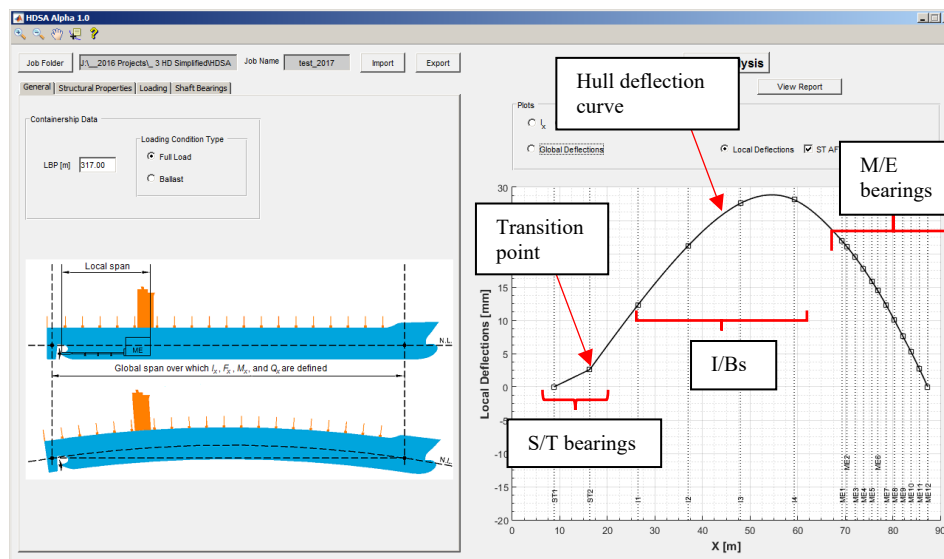 HDSA Alpha 1.0
Job Folder
J:\__2016 Projects\_ 3 HD Simplified\HDSA
Job Name
test_2017
Import
Export
General
Structural Properties
Loading
Shaft Bearings
Containership Data
LBP [m]
317.00
Loading Condition Type
Full Load
Ballast
Local span
ME
N.L.
Global span over which Ix, Fx, Mx, and Qx are defined
N.L.
ysis
View Report
Plots
Ix
Global Deflections
Local Deflections
ST AF
Hull deflection
curve
M/E
bearings
Transition
point
I/Bs
S/T bearings
Local Deflections [mm]
30
20
15
10
5
0
-5
-10
-15
-20
ST1
ST2
I1
I2
I3
I4
ME1
ME2
ME3
ME4
ME5
ME6
ME7
ME8
ME9
ME10
ME11
ME12
0
10
20
30
40
50
60
70
80
90
X [m]